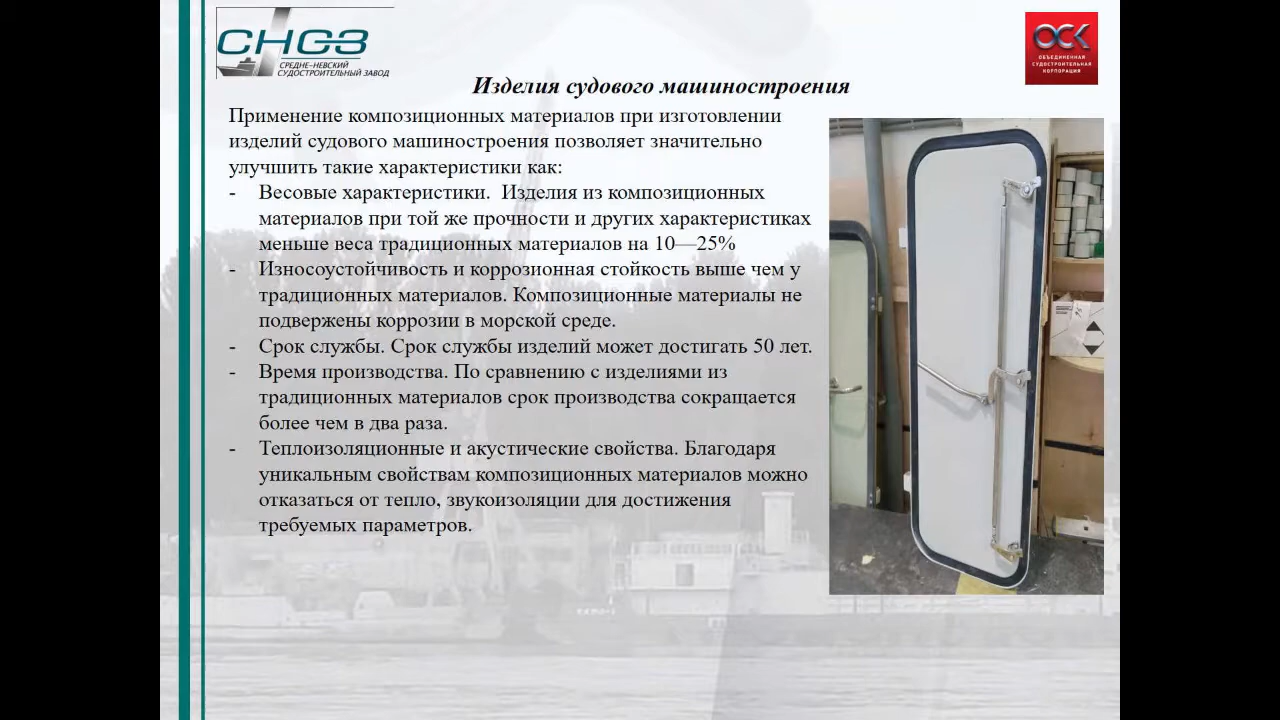 СНСЗ
СРЕДНЕ-НЕВСКИЙ
СУДОСТРОИТЕЛЬНЫЙ ЗАВОД
ОСК
ОБЪЕДИНЕННАЯ
СУДОСТРОИТЕЛЬНАЯ
КОРПОРАЦИЯ
Изделия судового машиностроения
Применение композиционных материалов при изготовлении
изделий судового машиностроения позволяет значительно
улучшить такие характеристики как:
- Весовые характеристики. Изделия из композиционных
материалов при той же прочности и других характеристиках
меньше веса традиционных материалов на 10—25%
- Износоустойчивость и коррозионная стойкость выше чем у
традиционных материалов. Композиционные материалы не
подвержены коррозии в морской среде.
- Срок службы. Срок службы изделий может достигать 50 лет.
- Время производства. По сравнению с изделиями из
традиционных материалов срок производства сокращается
более чем в два раза.
- Теплоизоляционные и акустические свойства. Благодаря
уникальным свойствам композиционных материалов можно
отказаться от тепло, звукоизоляции для достижения
требуемых параметров.